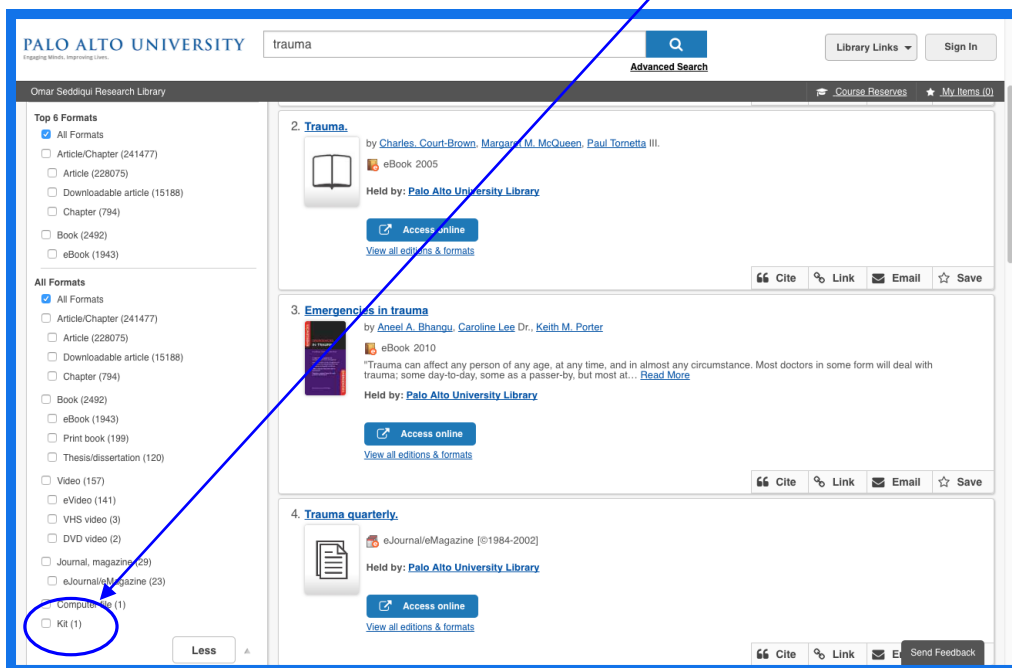 PALO ALTO UNIVERSITY
Engaging Minds, Improving Lives.
trauma
Advanced Search
Library Links
Sign In
Omar Seddiqui Research Library
Course Reserves
My Items (0)
Top 6 Formats
All Formats
Article/Chapter (241477)
Article (228075)
Downloadable article (15188)
Chapter (794)
Book (2492)
eBook (1943)
All Formats
All Formats
Article/Chapter (241477)
Article (228075)
Downloadable article (15188)
Chapter (794)
Book (2492)
eBook (1943)
Print book (199)
Thesis/dissertation (120)
Video (157)
eVideo (141)
VHS video (3)
DVD video (2)
Journal, magazine (29)
eJournal/eMagazine (23)
Computer file (1)
Kit (1)
Less
2. Trauma.
by Charles. Court-Brown, Margaret M. McQueen, Paul Tornetta III.
eBook 2005
Held by: Palo Alto University Library
Access online
View all editions & formats
Cite Link Email Save
3. Emergencies in trauma
by Aneel A. Bhangu, Caroline Lee Dr., Keith M. Porter
eBook 2010
"Trauma can affect any person of any age, at any time, and in almost any circumstance. Most doctors in some form will deal with
trauma; some day-to-day, some as a passer-by, but most at... Read More
Held by: Palo Alto University Library
Access online
View all editions & formats
Cite Link Email Save
4. Trauma quarterly.
eJournal/eMagazine [©1984-2002]
Held by: Palo Alto University Library
Access online
View all editions & formats
Cite Link E
Send Feedback